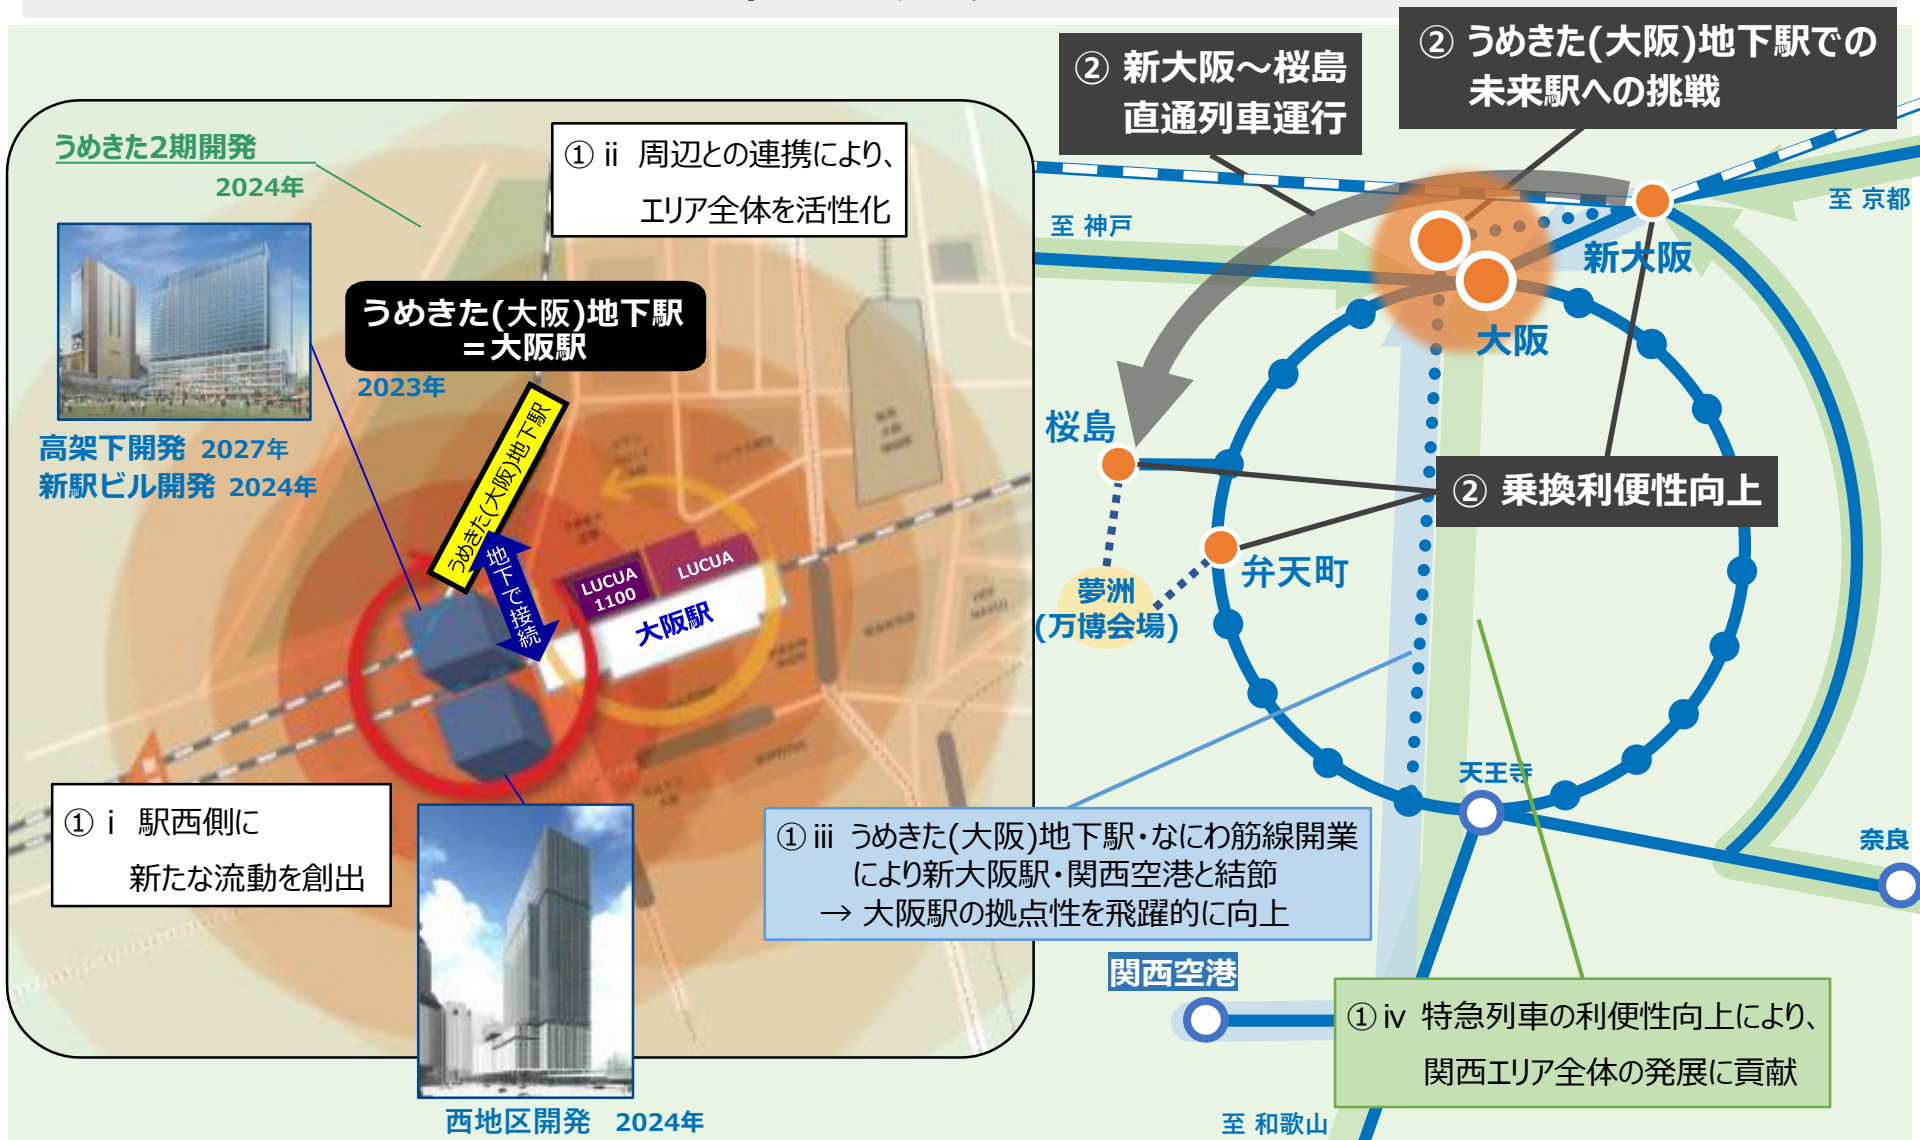 ② 新大阪～桜島
直通列車運行
② うめきた(大阪)地下駅での
未来駅への挑戦
うめきた2期開発
2024年
① ii 周辺との連携により、
エリア全体を活性化
うめきた(大阪)地下駅
＝大阪駅
2023年
高架下開発 2027年
新駅ビル開発 2024年
うめきた(大阪)地下駅
地下で接続
LUCUA
1100
LUCUA
大阪駅
① i 駅西側に
新たな流動を創出
西地区開発 2024年
至 神戸
至 京都
新大阪
大阪
桜島
② 乗換利便性向上
弁天町
夢洲
(万博会場)
天王寺
奈良
① iii うめきた(大阪)地下駅・なにわ筋線開業
により新大阪駅・関西空港と結節
→ 大阪駅の拠点性を飛躍的に向上
関西空港
① iv 特急列車の利便性向上により、
関西エリア全体の発展に貢献
至 和歌山